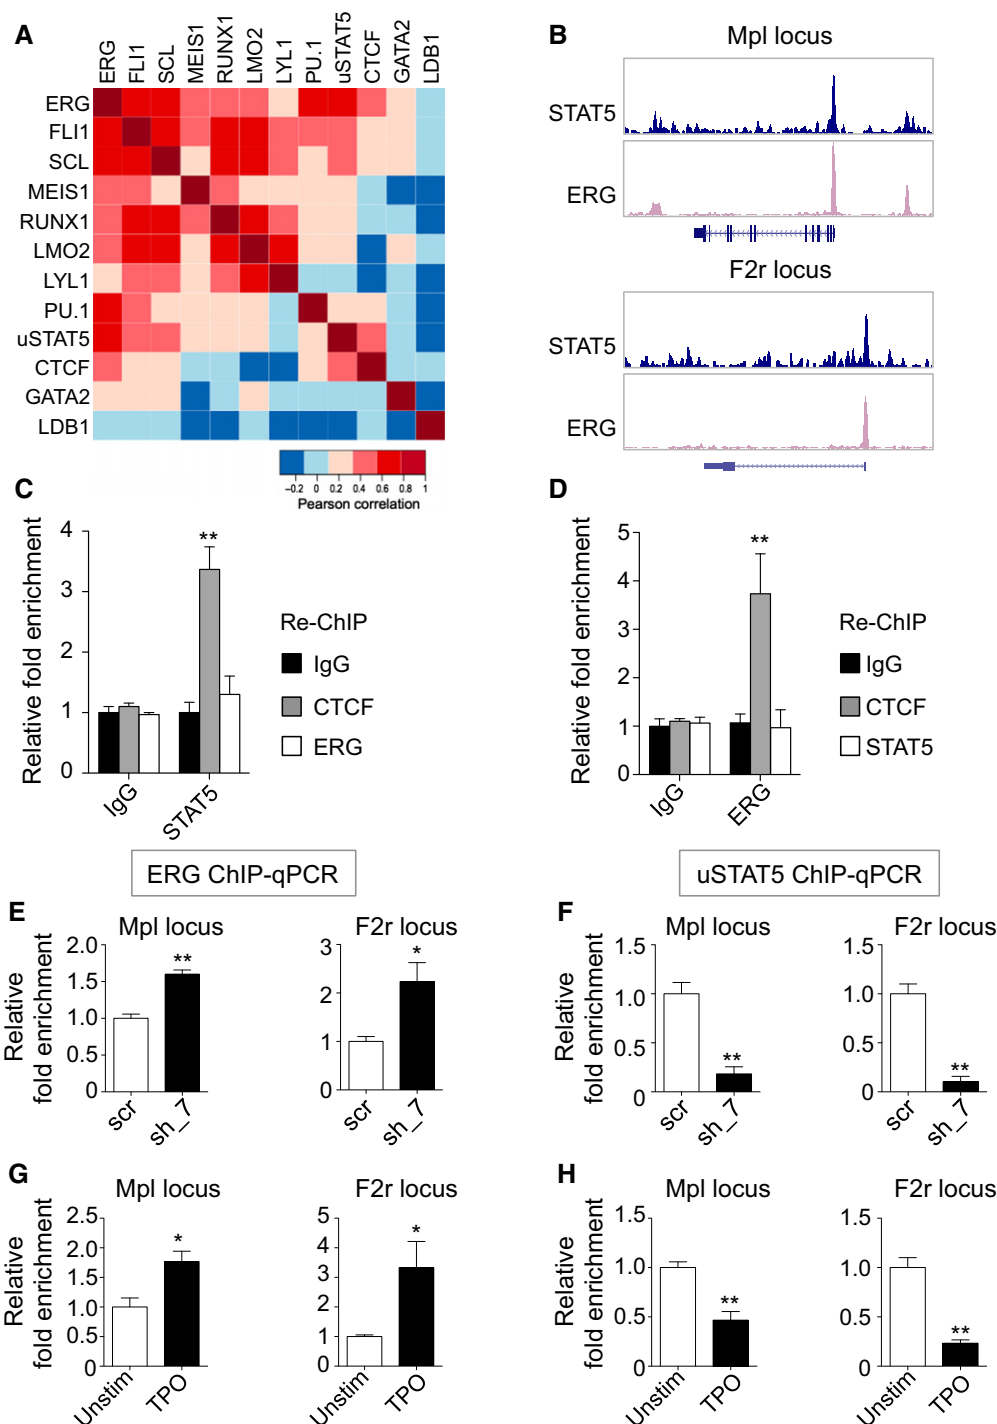 A
ERG
FLI1
SCL
MEIS1
RUNX1
LMO2
LYL1
PU.1
uSTAT5
CTCF
GATA2
LDB1
ERG
FLI1
SCL
MEIS1
RUNX1
LMO2
LYL1
PU.1
uSTAT5
CTCF
GATA2
LDB1
−0.2 0 0.2 0.4 0.6 0.8 1
Pearson correlation
B
Mpl locus
STAT5
ERG
F2r locus
STAT5
ERG
C
Relative fold enrichment
4
3
2
1
0
**
IgG
STAT5
Re-ChIP
IgG
CTCF
ERG
D
Relative fold enrichment
5
4
3
2
1
0
**
IgG
ERG
Re-ChIP
IgG
CTCF
STAT5
ERG ChIP-qPCR
uSTAT5 ChIP-qPCR
E
Mpl locus
Relative
fold enrichment
2.0
1.5
1.0
0.5
0
**
scr
sh_7
F2r locus
3
2
1
0
*
scr
sh_7
F
Mpl locus
Relative
fold enrichment
1.5
1.0
0.5
0
**
scr
sh_7
F2r locus
1.5
1.0
0.5
0
**
scr
sh_7
G
Mpl locus
Relative
fold enrichment
2.5
2.0
1.5
1.0
0.5
0
*
Unstim
TPO
F2r locus
5
4
3
2
1
0
*
Unstim
TPO
H
Mpl locus
Relative
fold enrichment
1.5
1.0
0.5
0
**
Unstim
TPO
F2r locus
1.5
1.0
0.5
0
**
Unstim
TPO